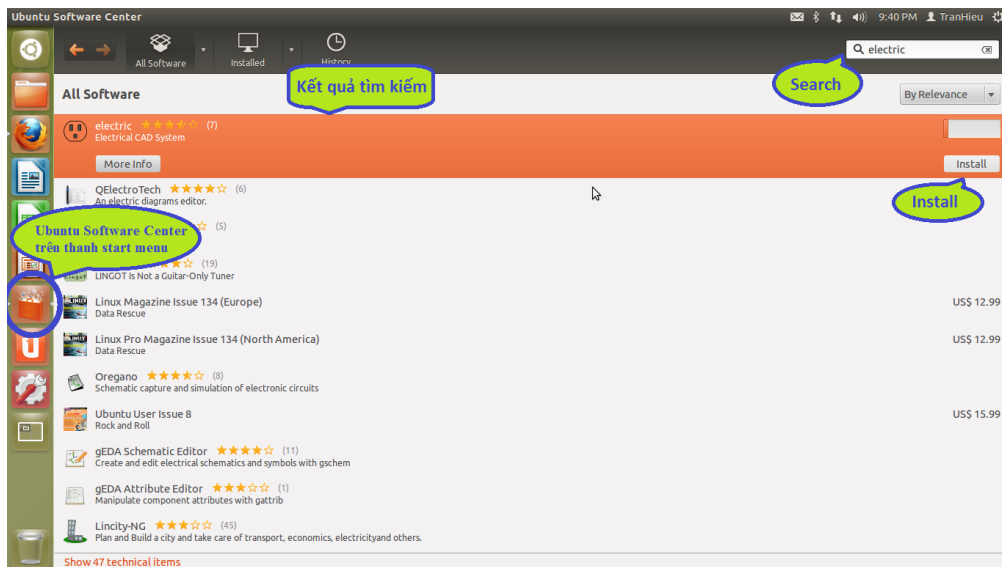 Ubuntu Software Center
9:40 PM TranHieu
All Software
Installed
History
electric
Kết quả tìm kiếm
Search
All Software
By Relevance
electric (7)
Electrical CAD System
More Info
Install
QElectroTech (6)
An electric diagrams editor.
Install
(5)
Ubuntu Software Center
trên thanh start menu
(19)
LINGOT Is Not a Guitar-Only Tuner
Linux Magazine Issue 134 (Europe)
US$ 12.99
Data Rescue
Linux Pro Magazine Issue 134 (North America)
US$ 12.99
Data Rescue
Oregano (8)
Schematic capture and simulation of electronic circuits
Ubuntu User Issue 8
US$ 15.99
Rock and Roll
gEDA Schematic Editor (11)
Create and edit electrical schematics and symbols with gschem
gEDA Attribute Editor (1)
Manipulate component attributes with gattrib
Lincity-NG (45)
Plan and Build a city and take care of transport, economics, electricityand others.
Show 47 technical items